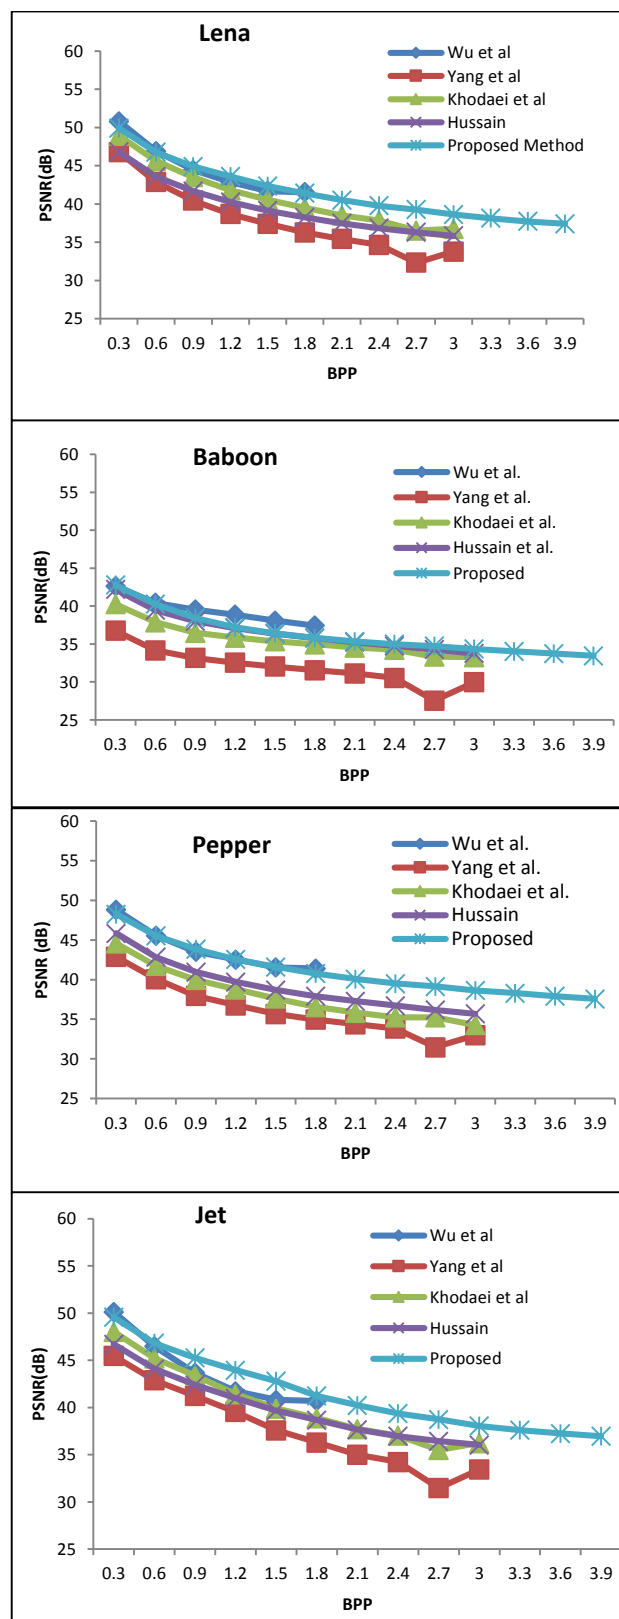 Lena
60
55
50
45
40
35
30
25
PSNR(dB)
Wu et al
Yang et al
Khodaei et al
Hussain
Proposed Method
0.3 0.6 0.9 1.2 1.5 1.8 2.1 2.4 2.7 3 3.3 3.6 3.9
BPP
Baboon
60
55
50
45
40
35
30
25
PSNR(dB)
Wu et al.
Yang et al.
Khodaei et al.
Hussain et al.
Proposed
0.3 0.6 0.9 1.2 1.5 1.8 2.1 2.4 2.7 3 3.3 3.6 3.9
BPP
Pepper
60
55
50
45
40
35
30
25
PSNR (dB)
Wu et al.
Yang et al.
Khodaei et al.
Hussain
Proposed
0.3 0.6 0.9 1.2 1.5 1.8 2.1 2.4 2.7 3 3.3 3.6 3.9
BPP
Jet
60
55
50
45
40
35
30
25
PSNR(dB)
Wu et al
Yang et al
Khodaei et al
Hussain
Proposed
0.3 0.6 0.9 1.2 1.5 1.8 2.1 2.4 2.7 3 3.3 3.6 3.9
BPP